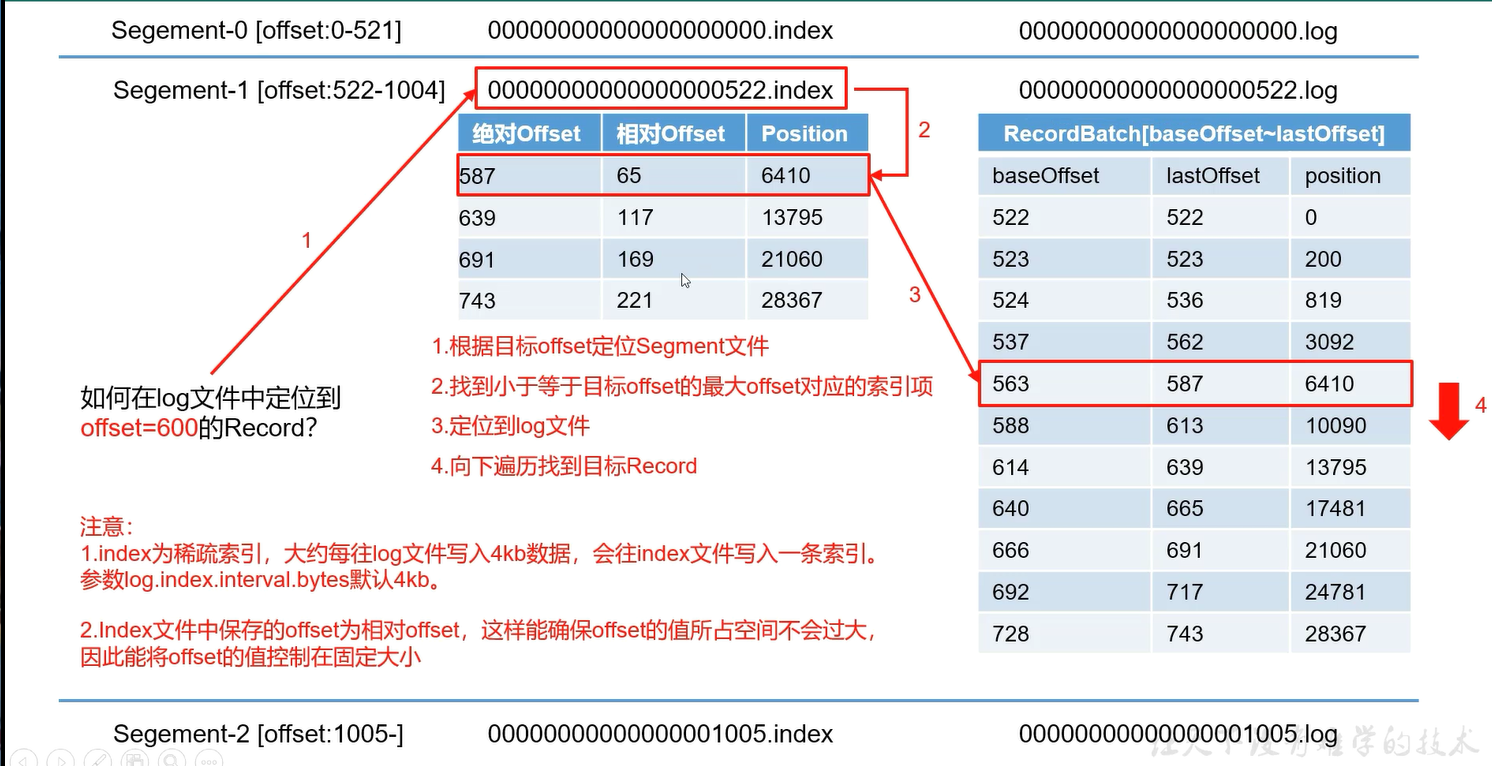 Segement-0 [offset:0-521]
00000000000000000000.index
00000000000000000000.log
Segement-1 [offset:522-1004]
00000000000000000522.index
00000000000000000522.log
绝对Offset 相对Offset Position
587 65 6410
639 117 13795
691 169 21060
743 221 28367
RecordBatch[baseOffset~lastOffset]
baseOffset lastOffset position
522 522 0
523 523 200
524 536 819
537 562 3092
563 587 6410
588 613 10090
614 639 13795
640 665 17481
666 691 21060
692 717 24781
728 743 28367
1
2
3
4
如何在log文件中定位到
offset=600的Record?
1.根据目标offset定位Segment文件
2.找到小于等于目标offset的最大offset对应的索引项
3.定位到log文件
4.向下遍历找到目标Record
注意:
1.index为稀疏索引,大约每往log文件写入4kb数据,会往index文件写入一条索引。
参数log.index.interval.bytes默认4kb。
2.Index文件中保存的offset为相对offset,这样能确保offset的值所占空间不会过大,
因此能将offset的值控制在固定大小
Segement-2 [offset:1005-]
00000000000000001005.index
00000000000000001005.log
让天下没有难学的技术